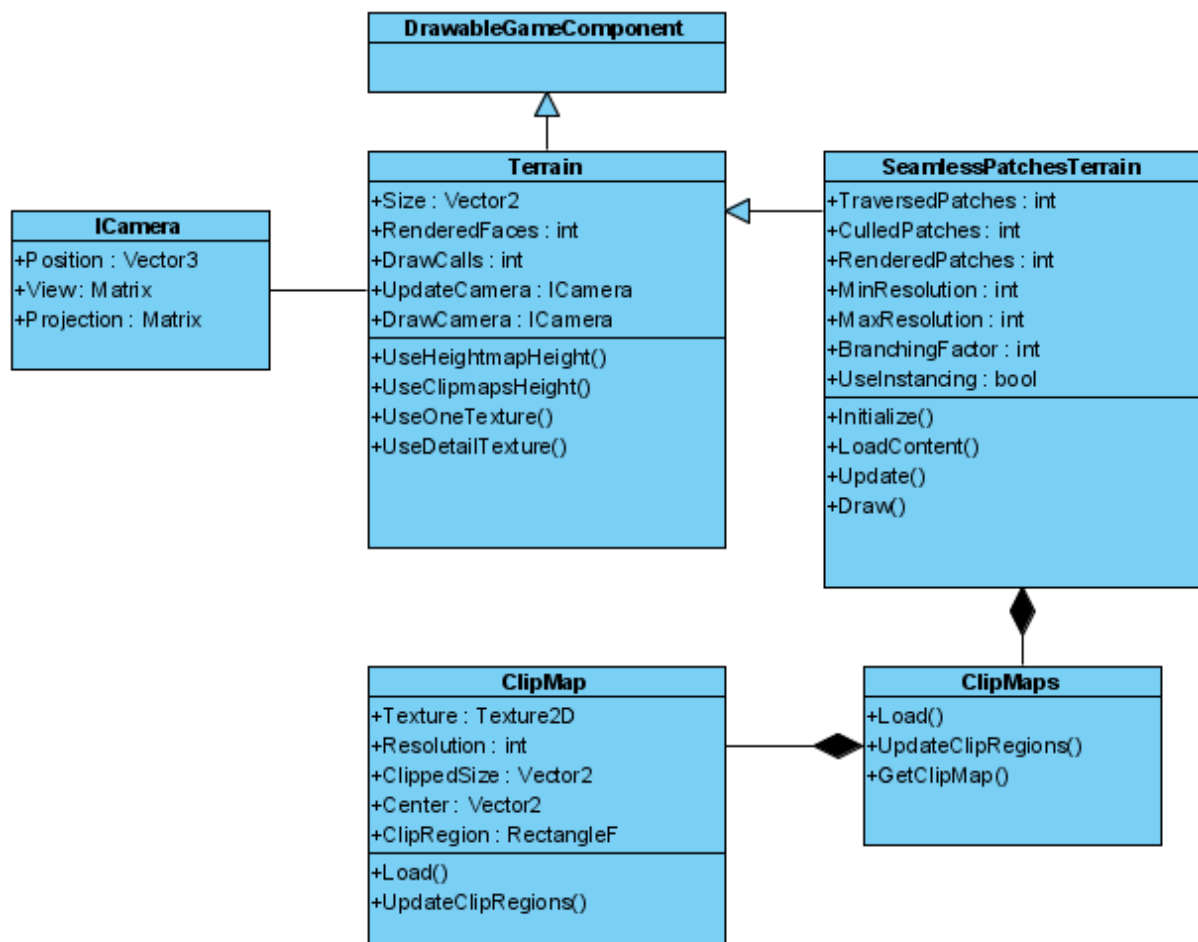 DrawableGameComponent
Terrain
+Size : Vector2
+RenderedFaces : int
+DrawCalls : int
+UpdateCamera : ICamera
+DrawCamera : ICamera
+UseHeightmapHeight()
+UseClipmapsHeight()
+UseOneTexture()
+UseDetailTexture()
SeamlessPatchesTerrain
+TraversedPatches : int
+CulledPatches : int
+RenderedPatches : int
+MinResolution : int
+MaxResolution : int
+BranchingFactor : int
+UseInstancing : bool
+Initialize()
+LoadContent()
+Update()
+Draw()
ICamera
+Position : Vector3
+View : Matrix
+Projection : Matrix
ClipMap
+Texture : Texture2D
+Resolution : int
+ClippedSize : Vector2
+Center : Vector2
+ClipRegion : RectangleF
+Load()
+UpdateClipRegions()
ClipMaps
+Load()
+UpdateClipRegions()
+GetClipMap()